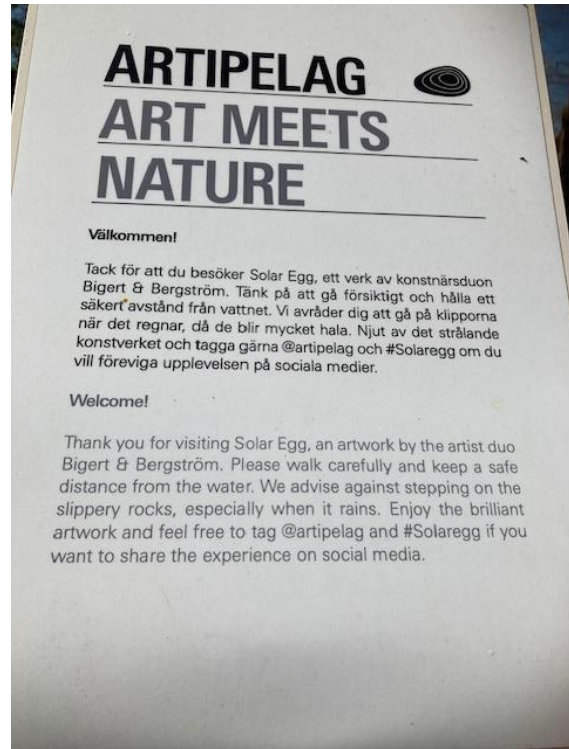 ARTIPELAG
ART MEETS
NATURE
Välkommen!
Tack för att du besöker Solar Egg, ett verk av konstnärsduon
Bigert & Bergström. Tänk på att gå försiktigt och hålla ett
säkert avstånd från vattnet. Vi avråder dig att gå på klipporna
när det regnar, då de blir mycket hala. Njut av det strålande
konstverket och tagga gärna @artipelag och #Solaregg om du
vill föreviga upplevelsen på sociala medier.
Welcome!
Thank you for visiting Solar Egg, an artwork by the artist duo
Bigert & Bergström. Please walk carefully and keep a safe
distance from the water. We advise against stepping on the
slippery rocks, especially when it rains. Enjoy the brilliant
artwork and feel free to tag @artipelag and #Solaregg if you
want to share the experience on social media.